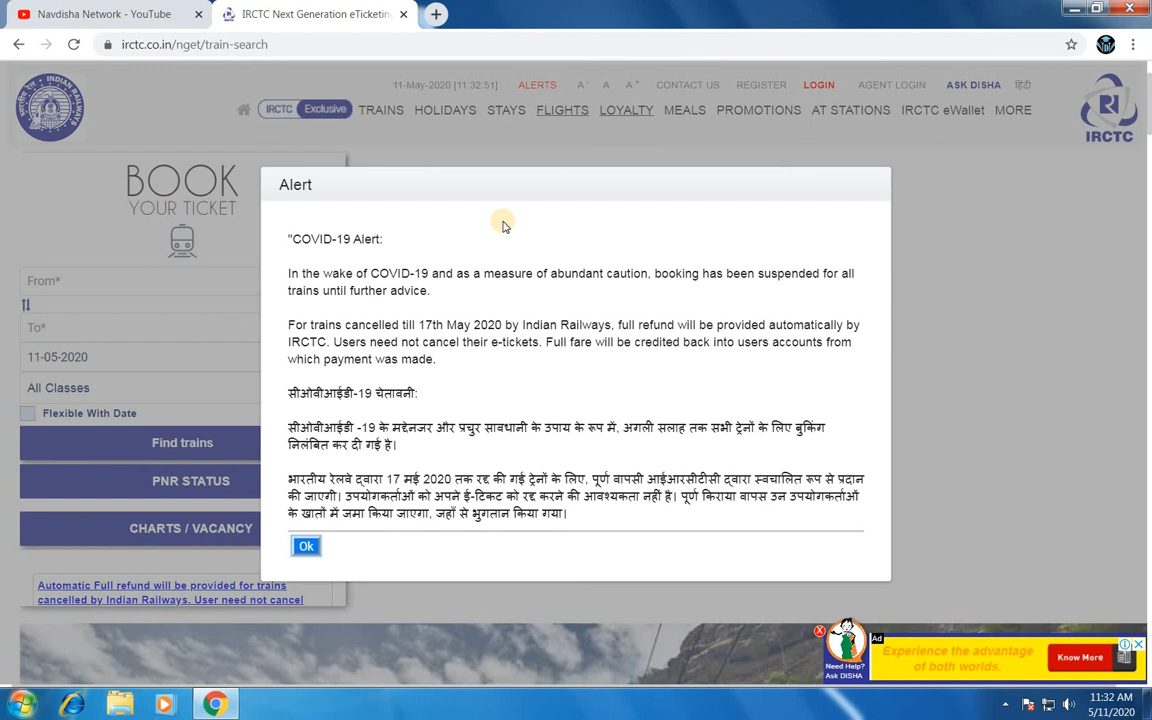 Navdisha Network - YouTube
IRCTC Next Generation eTicketin
irctc.co.in/nget/train-search
11-May-2020 [11:32:51] ALERTS A- A A+ CONTACT US REGISTER LOGIN AGENT LOGIN ASK DISHA हिंदी
IRCTC Exclusive TRAINS HOLIDAYS STAYS FLIGHTS LOYALTY MEALS PROMOTIONS AT STATIONS IRCTC eWallet MORE
INDIAN RAILWAYS
IRCTC
BOOK
YOUR TICKET
From*
To*
11-05-2020
All Classes
Flexible With Date
Find trains
PNR STATUS
CHARTS / VACANCY
Automatic Full refund will be provided for trains
cancelled by Indian Railways. User need not cancel
Alert
"COVID-19 Alert:
In the wake of COVID-19 and as a measure of abundant caution, booking has been suspended for all
trains until further advice.
For trains cancelled till 17th May 2020 by Indian Railways, full refund will be provided automatically by
IRCTC. Users need not cancel their e-tickets. Full fare will be credited back into users accounts from
which payment was made.
सीओवीआईडी-19 चेतावनी:
सीओवीआईडी -19 के मद्देनजर और प्रचुर सावधानी के उपाय के रूप में, अगली सलाह तक सभी ट्रेनों के लिए बुकिंग
निलंबित कर दी गई है।
भारतीय रेलवे द्वारा 17 मई 2020 तक रद्द की गई ट्रेनों के लिए, पूर्ण वापसी आईआरसीटीसी द्वारा स्वचालित रूप से प्रदान
की जाएगी। उपयोगकर्ताओं को अपने ई-टिकट को रद्द करने की आवश्यकता नहीं है। पूर्ण किराया वापस उन उपयोगकर्ताओं
के खातों में जमा किया जाएगा, जहाँ से भुगतान किया गया।
Ok
Need Help?
Ask DISHA
Ad
Experience the advantage
of both worlds.
Know More
11:32 AM
5/11/2020